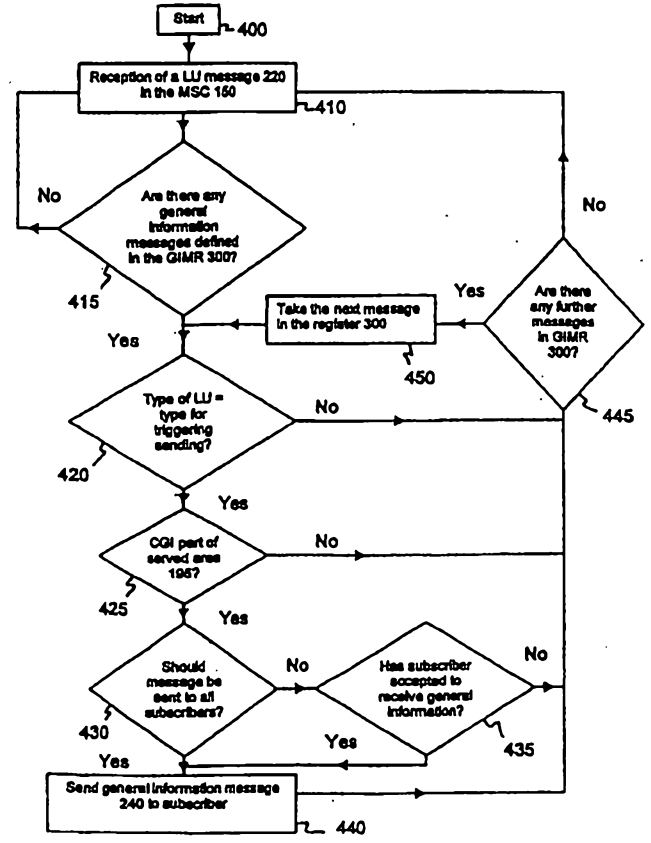 Start
400
Reception of a LU message 220
in the MSC 150
410
No
Are there any
general
information
messages defined
in the GIMR 300?
415
No
Are there
any further
messages
in GIMR
300?
445
Yes
Take the next message
in the register 300
450
Yes
Type of LU =
type for
triggering
sending?
420
No
Yes
CGI part of
served area
195?
425
No
Yes
Should
message be
sent to all
subscribers?
430
No
Has subscriber
accepted to
receive general
information?
435
No
Yes
Yes
Send general information message
240 to subscriber
440